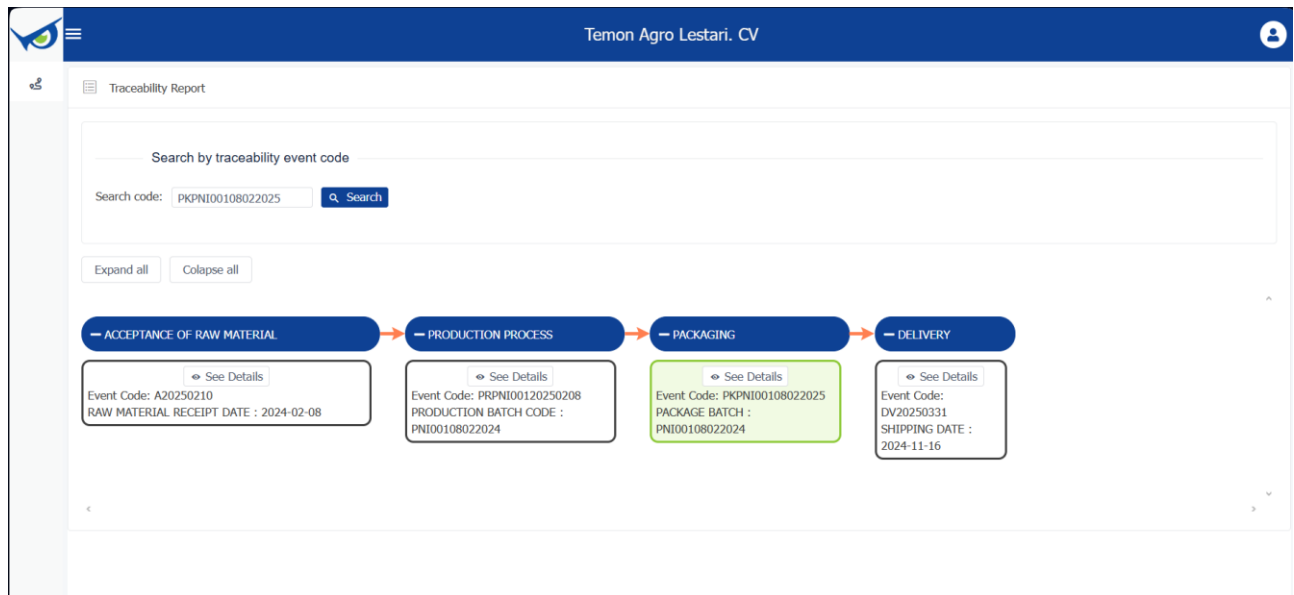 Temon Agro Lestari. CV
Traceability Report
Search by traceability event code
Search code: PKPNI00108022025 Search
Expand all Colapse all
ACCEPTANCE OF RAW MATERIAL
See Details
Event Code: A20250210
RAW MATERIAL RECEIPT DATE : 2024-02-08
PRODUCTION PROCESS
See Details
Event Code: PRPNI00120250208
PRODUCTION BATCH CODE :
PNI00108022024
PACKAGING
See Details
Event Code: PKPNI00108022025
PACKAGE BATCH :
PNI00108022024
DELIVERY
See Details
Event Code:
DV20250331
SHIPPING DATE :
2024-11-16